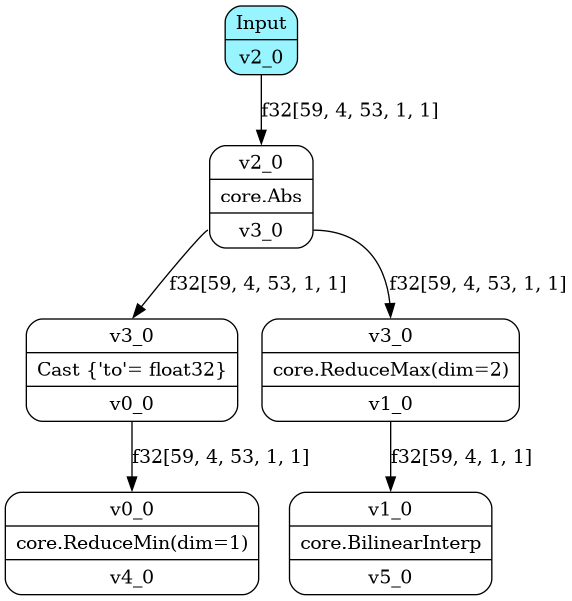 Input
v2_0
f32[59, 4, 53, 1, 1]
v2_0
core.Abs
v3_0
f32[59, 4, 53, 1, 1]
f32[59, 4, 53, 1, 1]
v3_0
Cast {'to'= float32}
v0_0
v3_0
core.ReduceMax(dim=2)
v1_0
f32[59, 4, 53, 1, 1]
f32[59, 4, 1, 1]
v0_0
core.ReduceMin(dim=1)
v4_0
v1_0
core.BilinearInterp
v5_0